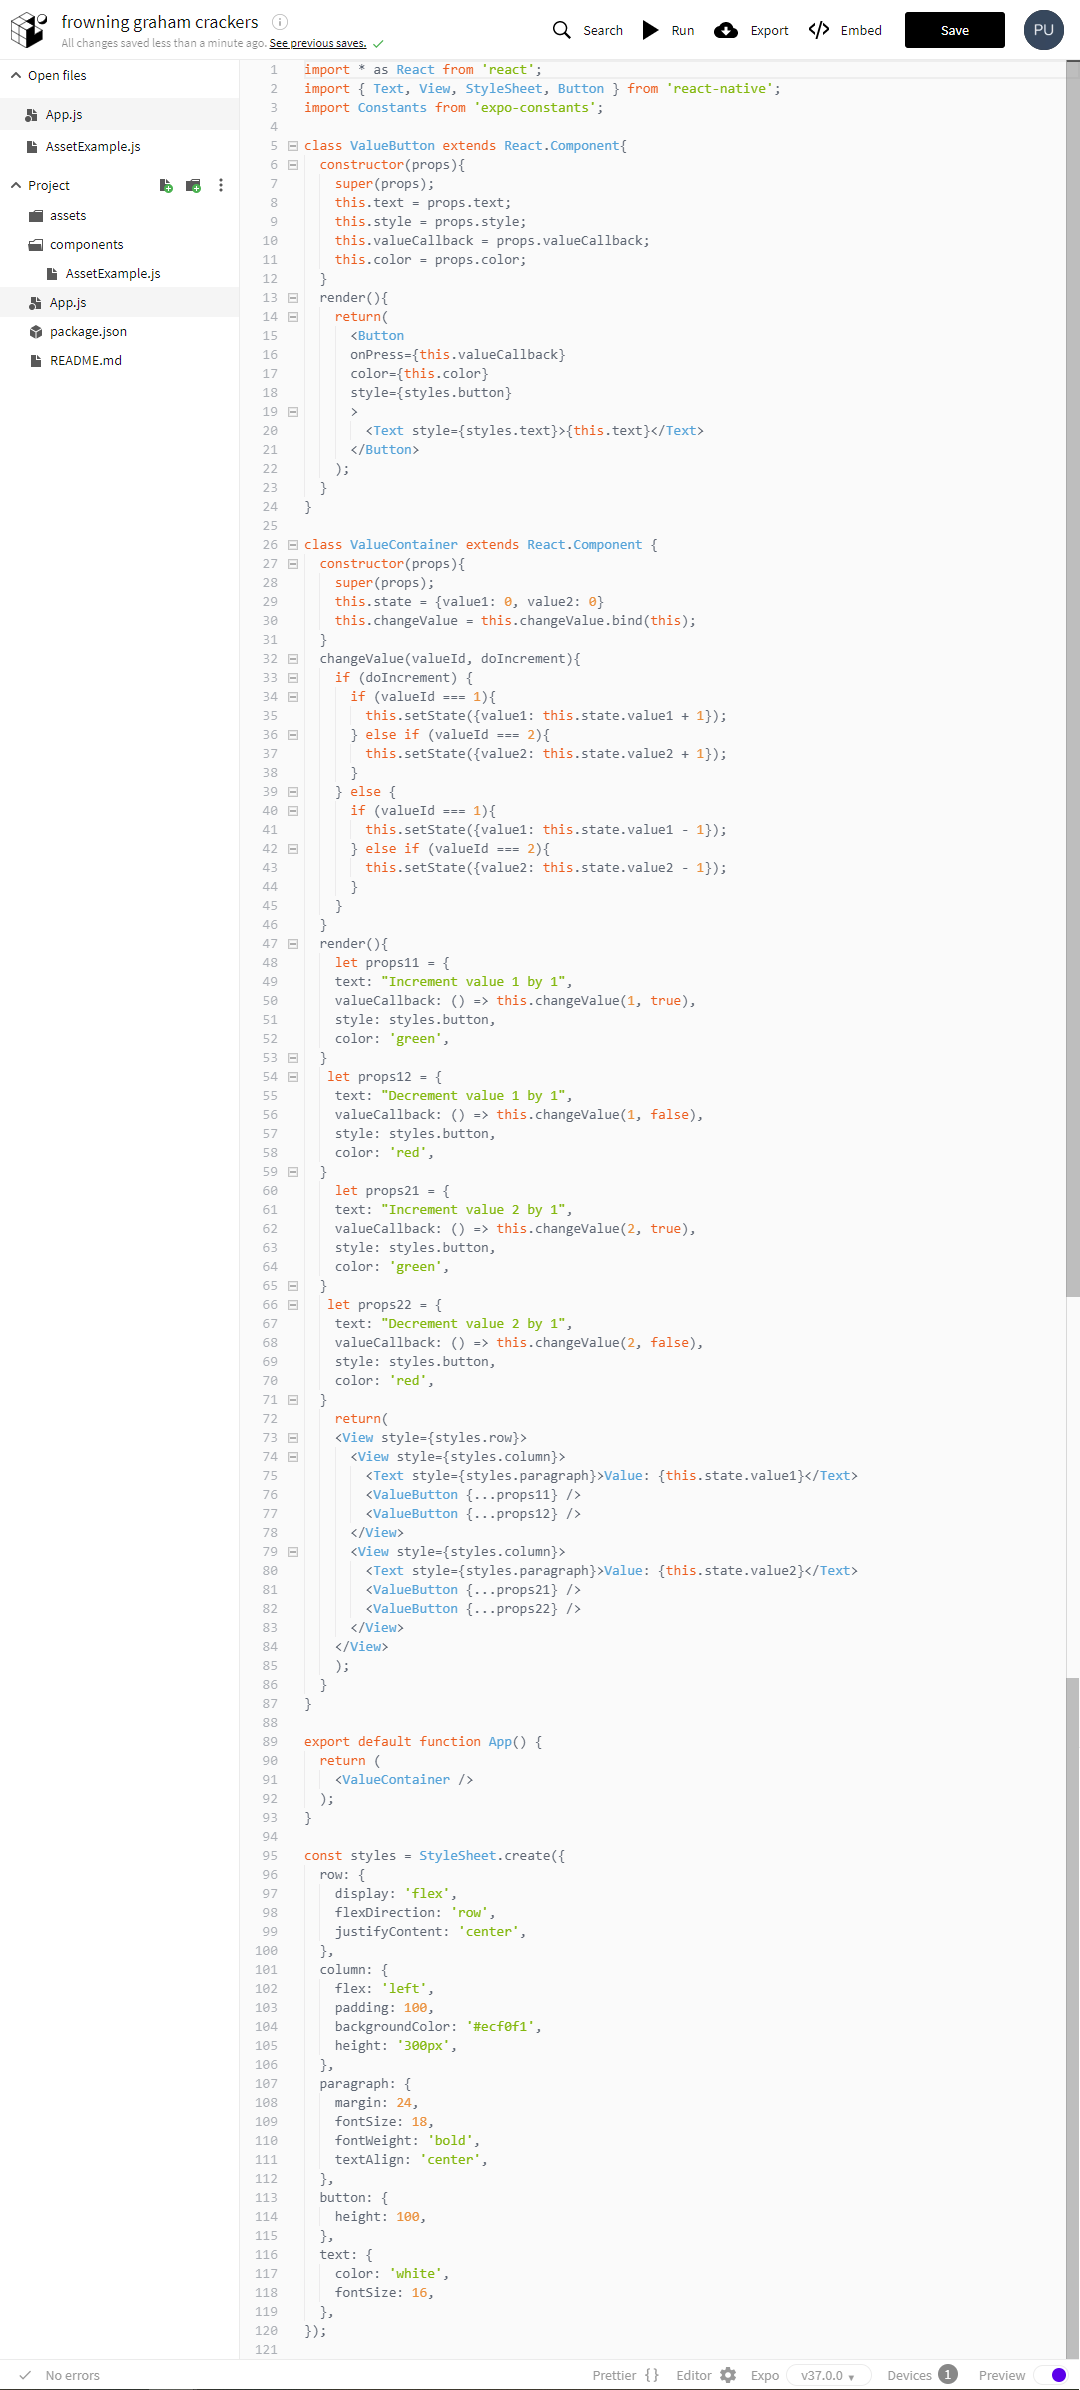 frowning graham crackers
All changes saved less than a minute ago. See previous saves.
Search
Run
Export
Embed
Save
PU
Open files
App.js
AssetExample.js
Project
assets
components
AssetExample.js
App.js
package.json
README.md
1 import * as React from 'react';
2 import { Text, View, StyleSheet, Button } from 'react-native';
3 import Constants from 'expo-constants';
4
5 class ValueButton extends React.Component{
6 constructor(props){
7 super(props);
8 this.text = props.text;
9 this.style = props.style;
10 this.valueCallback = props.valueCallback;
11 this.color = props.color;
12 }
13 render(){
14 return(
15 <Button
16 onPress={this.valueCallback}
17 color={this.color}
18 style={styles.button}
19 >
20 <Text style={styles.text}>{this.text}</Text>
21 </Button>
22 );
23 }
24 }
25
26 class ValueContainer extends React.Component {
27 constructor(props){
28 super(props);
29 this.state = {value1: 0, value2: 0}
30 this.changeValue = this.changeValue.bind(this);
31 }
32 changeValue(valueId, doIncrement){
33 if (doIncrement) {
34 if (valueId === 1){
35 this.setState({value1: this.state.value1 + 1});
36 } else if (valueId === 2){
37 this.setState({value2: this.state.value2 + 1});
38 }
39 } else {
40 if (valueId === 1){
41 this.setState({value1: this.state.value1 - 1});
42 } else if (valueId === 2){
43 this.setState({value2: this.state.value2 - 1});
44 }
45 }
46 }
47 render(){
48 let props11 = {
49 text: "Increment value 1 by 1",
50 valueCallback: () => this.changeValue(1, true),
51 style: styles.button,
52 color: 'green',
53 }
54 let props12 = {
55 text: "Decrement value 1 by 1",
56 valueCallback: () => this.changeValue(1, false),
57 style: styles.button,
58 color: 'red',
59 }
60 let props21 = {
61 text: "Increment value 2 by 1",
62 valueCallback: () => this.changeValue(2, true),
63 style: styles.button,
64 color: 'green',
65 }
66 let props22 = {
67 text: "Decrement value 2 by 1",
68 valueCallback: () => this.changeValue(2, false),
69 style: styles.button,
70 color: 'red',
71 }
72 return(
73 <View style={styles.row}>
74 <View style={styles.column}>
75 <Text style={styles.paragraph}>Value: {this.state.value1}</Text>
76 <ValueButton {...props11} />
77 <ValueButton {...props12} />
78 </View>
79 <View style={styles.column}>
80 <Text style={styles.paragraph}>Value: {this.state.value2}</Text>
81 <ValueButton {...props21} />
82 <ValueButton {...props22} />
83 </View>
84 </View>
85 );
86 }
87 }
88
89 export default function App() {
90 return (
91 <ValueContainer />
92 );
93 }
94
95 const styles = StyleSheet.create({
96 row: {
97 display: 'flex',
98 flexDirection: 'row',
99 justifyContent: 'center',
100 },
101 column: {
102 flex: 'left',
103 padding: 100,
104 backgroundColor: '#ecf0f1',
105 height: '300px',
106 },
107 paragraph: {
108 margin: 24,
109 fontSize: 18,
110 fontWeight: 'bold',
111 textAlign: 'center',
112 },
113 button: {
114 height: 100,
115 },
116 text: {
117 color: 'white',
118 fontSize: 16,
119 },
120 });
121
No errors
Prettier {}
Editor
Expo
v37.0.0
Devices 1
Preview